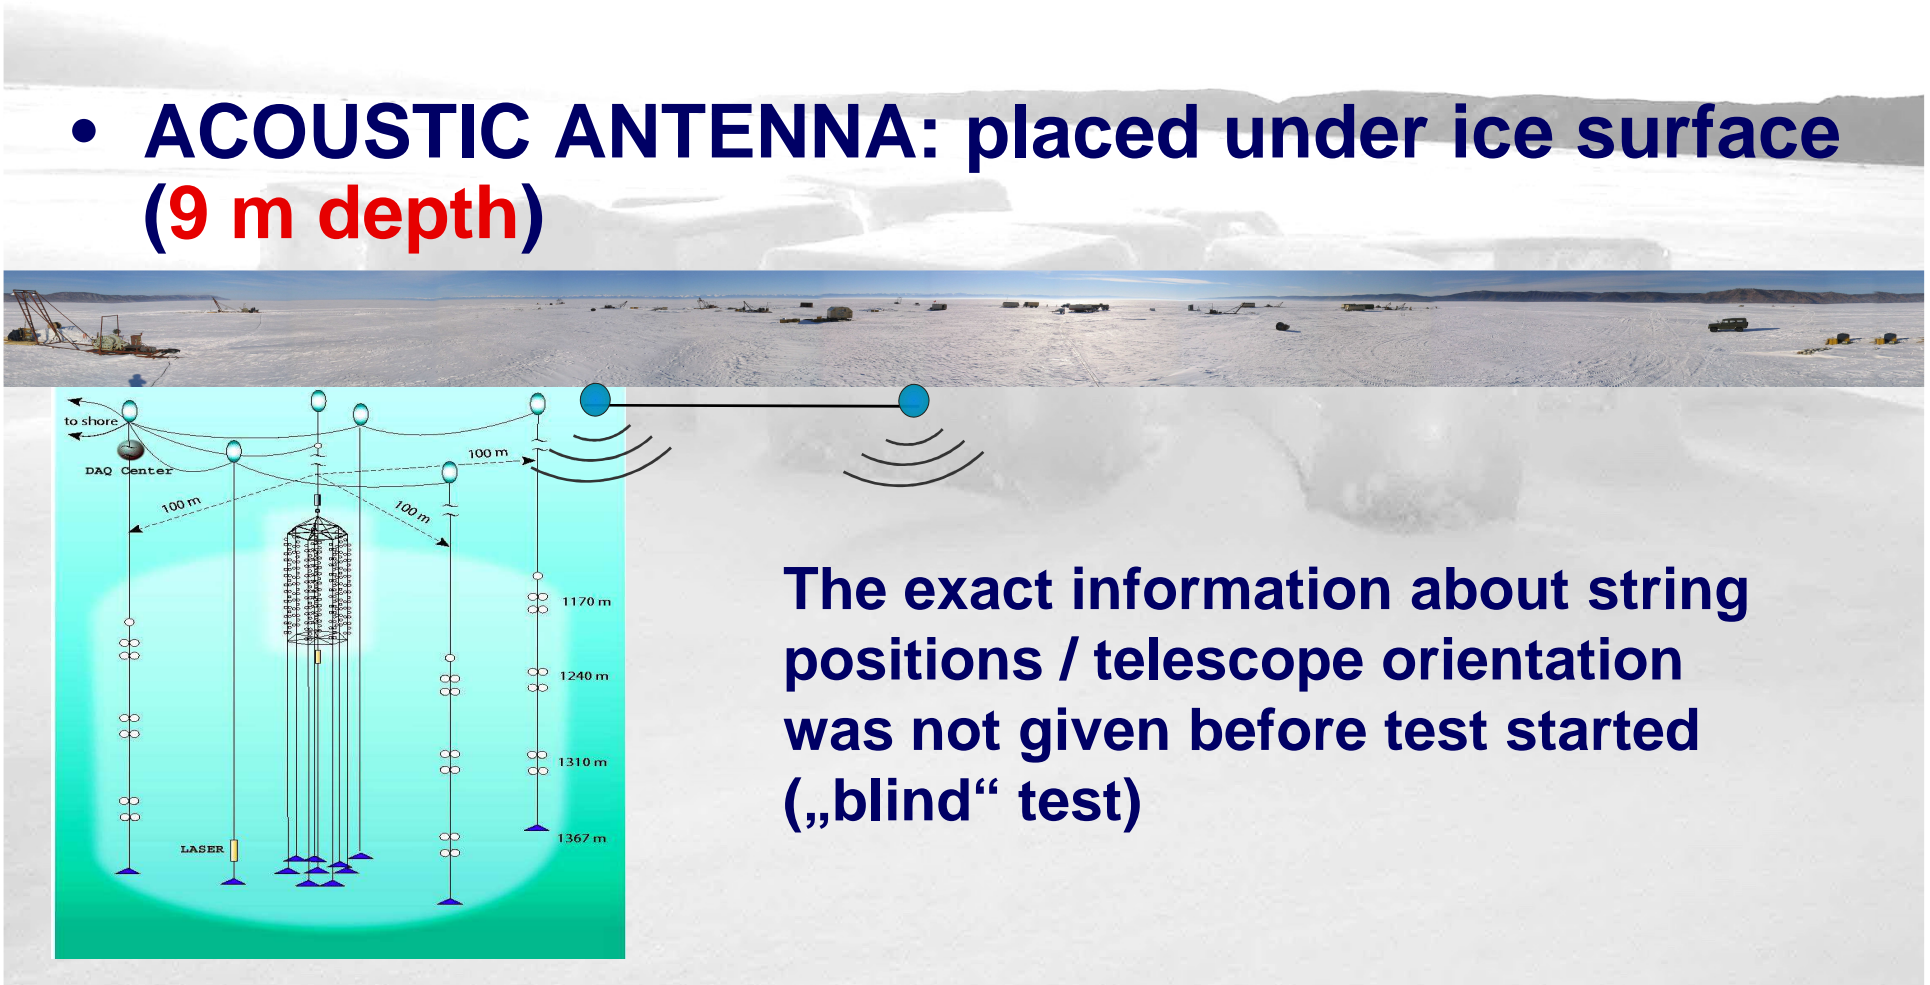 • ACOUSTIC ANTENNA: placed under ice surface
(9 m depth)
to shore
DAQ Center
100 m
100 m
100 m
1170 m
1240 m
1310 m
1367 m
LASER
The exact information about string
positions / telescope orientation
was not given before test started
(„blind“ test)